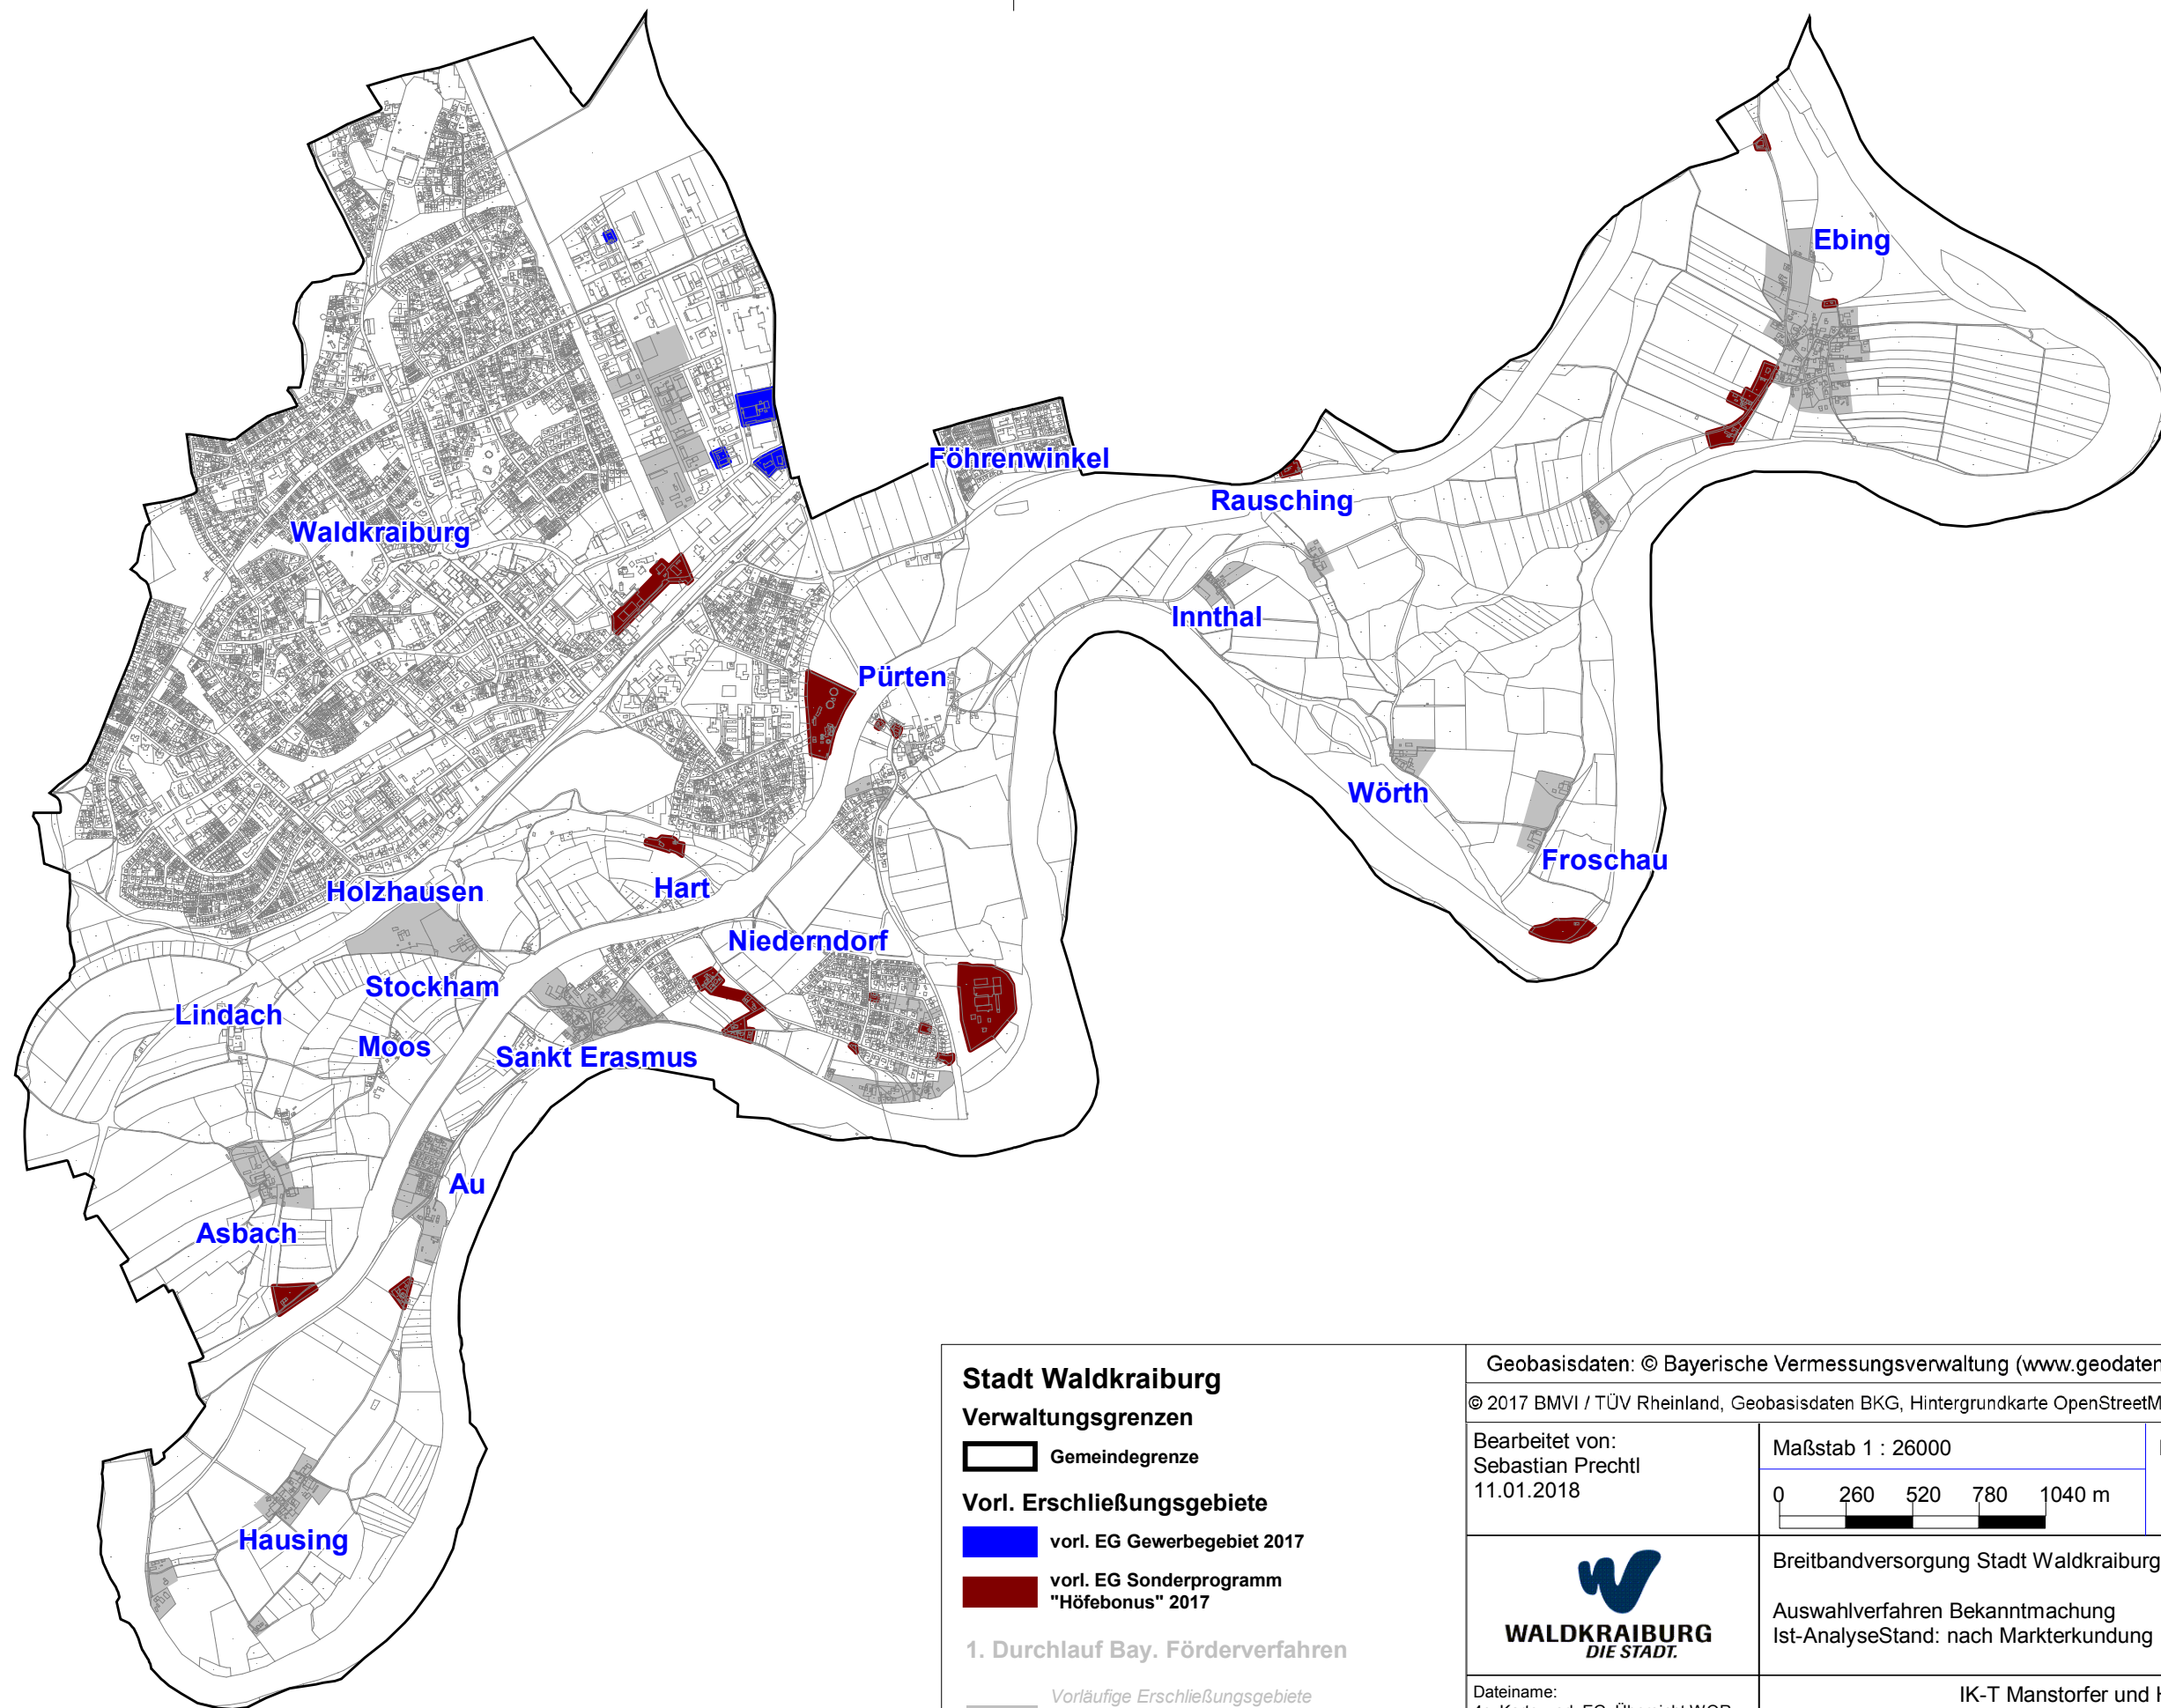 Ebing
Föhrenwinkel
Rausching
Waldkraiburg
Innthal
Pürten
Wörth
Froschau
Holzhausen
Hart
Niederndorf
Stockham
Lindach
Moos
Sankt Erasmus
Au
Asbach
Hausing
Stadt Waldkraiburg
Verwaltungsgrenzen
Gemeindegrenze
Vorl. Erschließungsgebiete
vorl. EG Gewerbegebiet 2017
vorl. EG Sonderprogramm
"Höfebonus" 2017
1. Durchlauf Bay. Förderverfahren
Vorläufige Erschließungsgebiete
Geobasisdaten: © Bayerische Vermessungsverwaltung (www.geodaten
© 2017 BMVI / TÜV Rheinland, Geobasisdaten BKG, Hintergrundkarte OpenStreetM
Bearbeitet von:
Sebastian Prechtl
11.01.2018
Maßstab 1 : 26000
0 260 520 780 1040 m
WALDKRAIBURG
DIE STADT.
Breitbandversorgung Stadt Waldkraiburg
Auswahlverfahren Bekanntmachung
Ist-AnalyseStand: nach Markterkundung
Dateiname:
IK-T Manstorfer und H